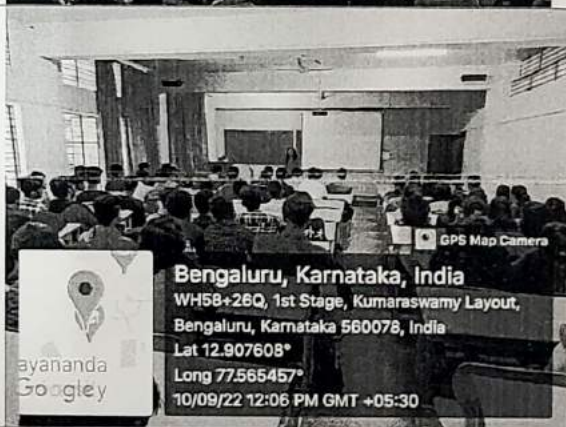 GPS Map Camera
Bengaluru, Karnataka, India
WH58+26Q, 1st Stage, Kumaraswamy Layout,
Bengaluru, Karnataka 560078, India
Lat 12.907608°
Long 77.565457°
10/09/22 12:06 PM GMT +05:30
ayananda
Google